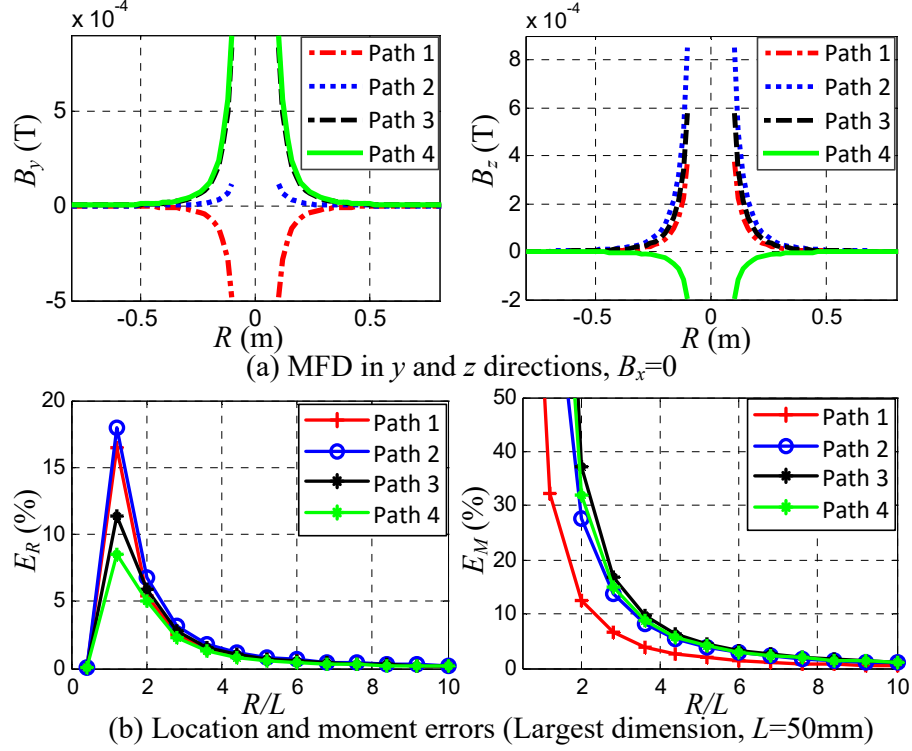 x 10⁻⁴
x 10⁻⁴
B_y (T)
5
0
-5
-0.5
0
0.5
R (m)
Path 1
Path 2
Path 3
Path 4
B_z (T)
8
6
4
2
0
-2
-0.5
0
0.5
R (m)
Path 1
Path 2
Path 3
Path 4
(a) MFD in y and z directions, B_x=0
E_R (%)
20
15
10
5
0
0
2
4
6
8
10
R/L
Path 1
Path 2
Path 3
Path 4
E_M (%)
50
40
30
20
10
0
2
4
6
8
10
R/L
Path 1
Path 2
Path 3
Path 4
(b) Location and moment errors (Largest dimension, L=50mm)